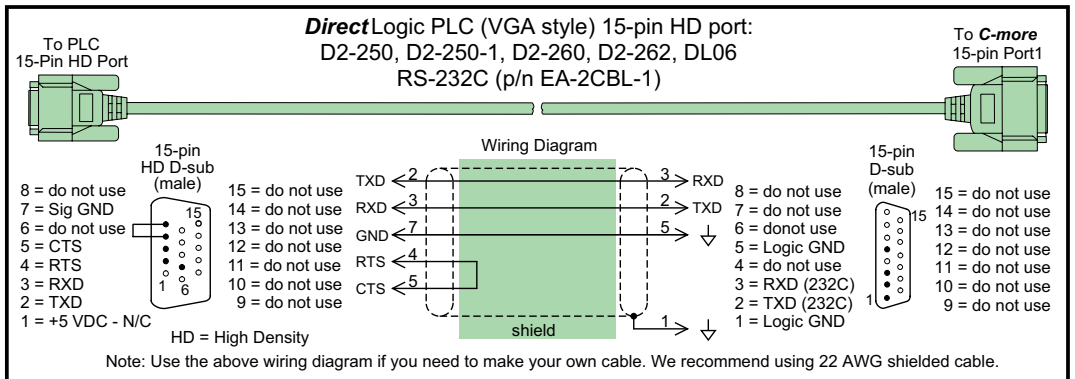 DirectLogic PLC (VGA style) 15-pin HD port:
D2-250, D2-250-1, D2-260, D2-262, DL06
RS-232C (p/n EA-2CBL-1)
To PLC
15-Pin HD Port
To C-more
15-pin Port1
Wiring Diagram
15-pin
HD D-sub
(male)
8 = do not use
7 = Sig GND
6 = do not use
5 = CTS
4 = RTS
3 = RXD
2 = TXD
1 = +5 VDC - N/C
15
1
6
HD = High Density
15 = do not use
14 = do not use
13 = do not use
12 = do not use
11 = do not use
10 = do not use
9 = do not use
TXD 2 3 RXD
RXD 3 2 TXD
GND 7 5
RTS 4
CTS 5
1
shield
8 = do not use
7 = do not use
6 = donot use
5 = Logic GND
4 = do not use
3 = RXD (232C)
2 = TXD (232C)
1 = Logic GND
15-pin
D-sub
(male)
15
1
15 = do not use
14 = do not use
13 = do not use
12 = do not use
11 = do not use
10 = do not use
9 = do not use
Note: Use the above wiring diagram if you need to make your own cable. We recommend using 22 AWG shielded cable.